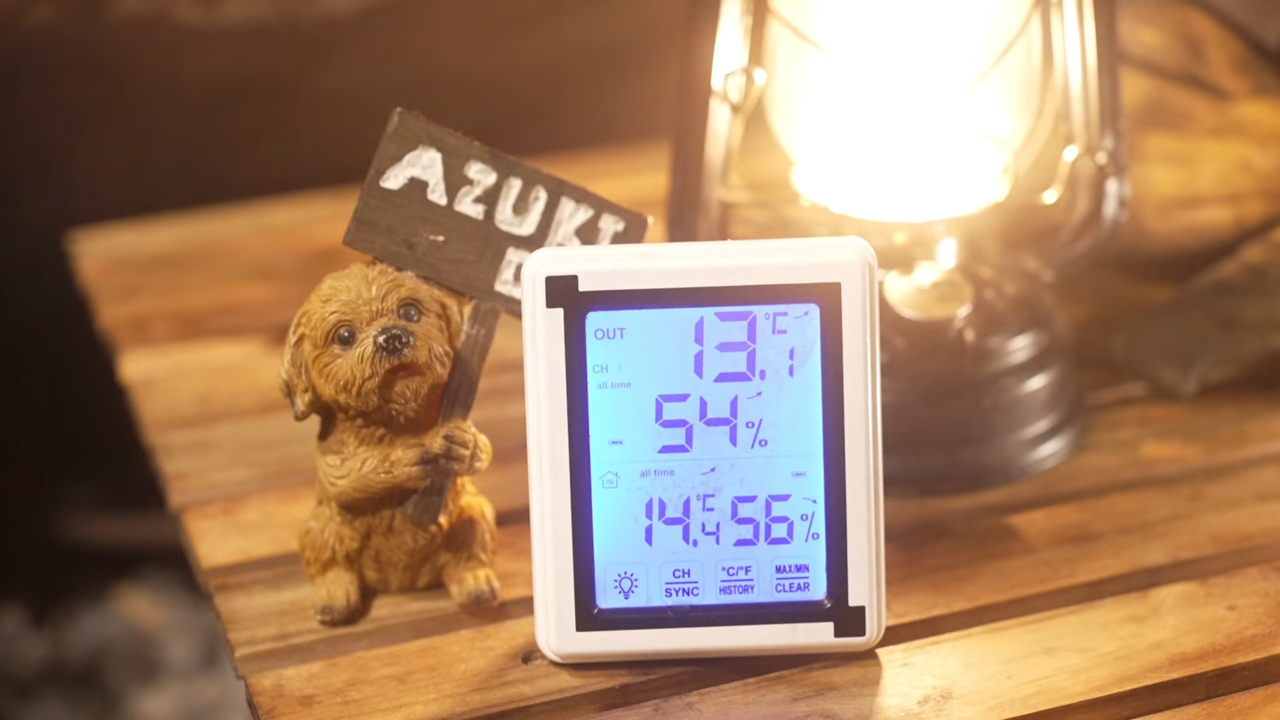 AZUKI
OUT
13.1 °C
CH :
all time
54 %
IN
all time
14.4 °C 56 %
CH
SYNC
°C/°F
HISTORY
MAX/MIN
CLEAR